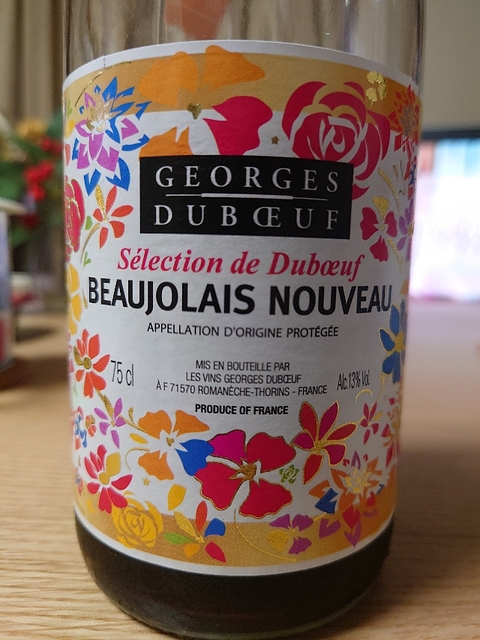 GEORGES
DUBŒUF
Sélection de Dubœuf
BEAUJOLAIS NOUVEAU
APPELLATION D'ORIGINE PROTÉGÉE
75 cl
MIS EN BOUTEILLE PAR
LES VINS GEORGES DUBŒUF
À F 71570 ROMANÈCHE-THORINS - FRANCE
Alc.13% Vol.
PRODUCE OF FRANCE